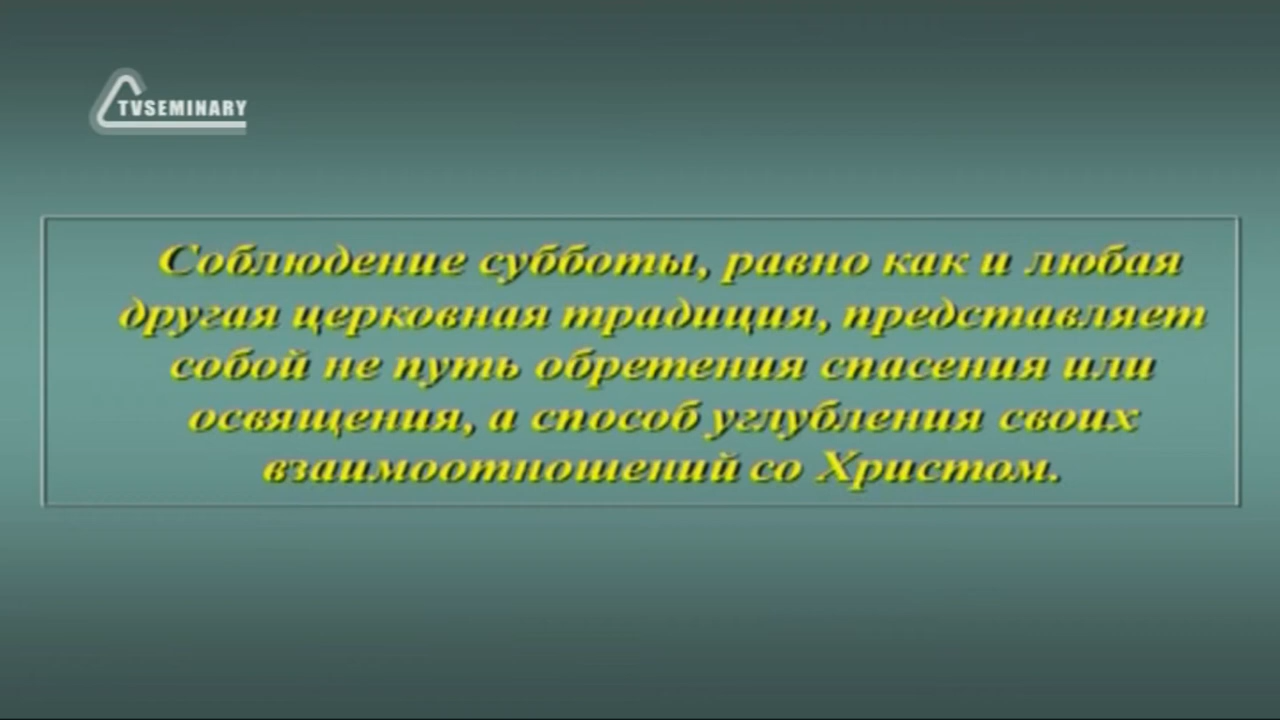 TVSEMINARY
Соблюдение субботы, равно как и любая
другая церковная традиция, представляет
собой не путь обретения спасения или
освящения, а способ углубления своих
взаимоотношений со Христом.